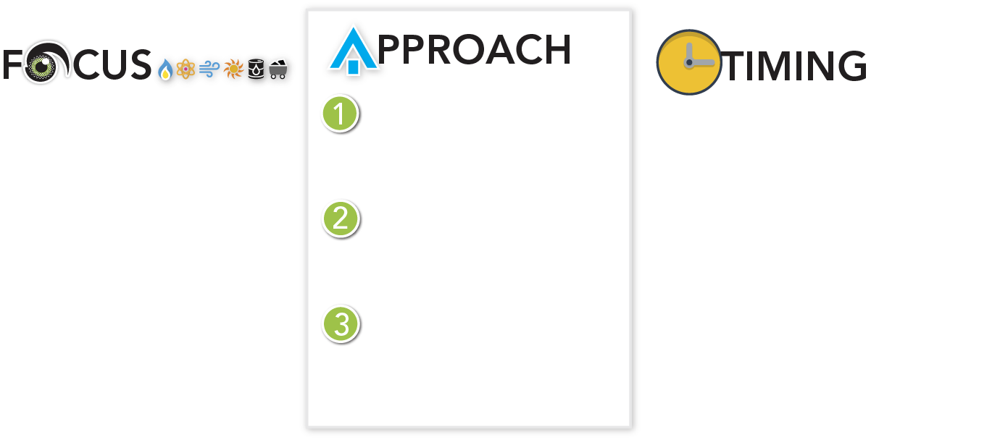 FOCUS
APPROACH
1
2
3
TIMING